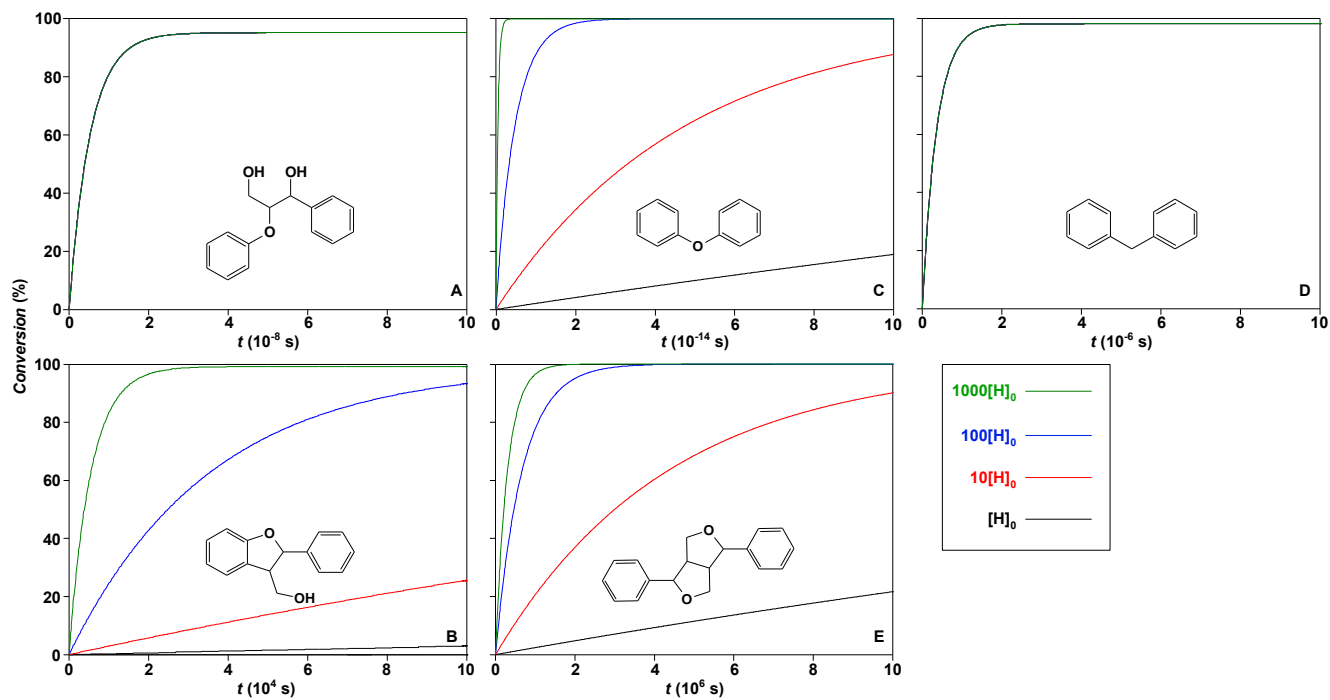 Conversion (%)
100
80
60
40
20
0
OH OH
O
A
0 2 4 6 8 10
t (10-8 s)
O
C
0 2 4 6 8 10
t (10-14 s)
D
0 2 4 6 8 10
t (10-6 s)
100
80
60
40
20
0
O
OH
B
0 2 4 6 8 10
t (104 s)
O
O
E
0 2 4 6 8 10
t (106 s)
1000[H]0
100[H]0
10[H]0
[H]0